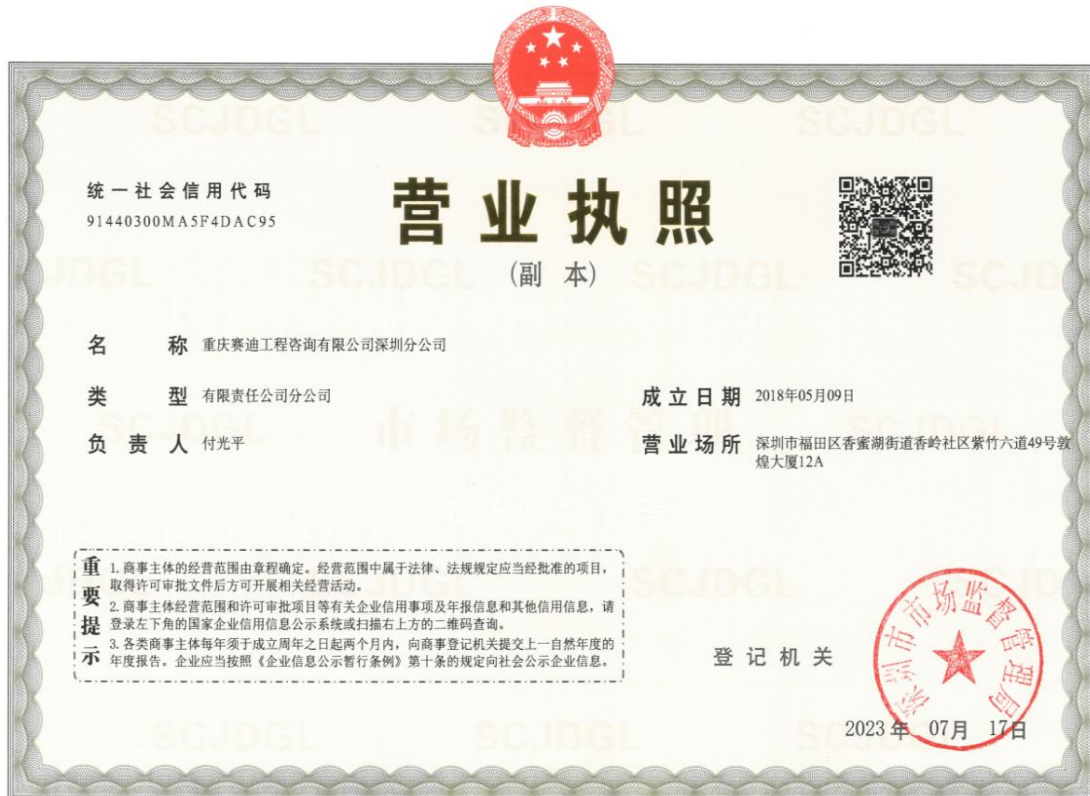 统一社会信用代码
91440300MA5F4DAC95
营业执照
(副 本)
名 称 重庆赛迪工程咨询有限公司深圳分公司
类 型 有限责任公司分公司
负 责 人 付光平
成立日期 2018年05月09日
营业场所 深圳市福田区香蜜湖街道香岭社区紫竹六道49号敦
煌大厦12A
重要提示
1. 商事主体的经营范围由章程确定。经营范围中属于法律、法规规定应当经批准的项目，
取得许可审批文件后方可开展相关经营活动。
2. 商事主体经营范围和许可审批项目等有关企业信用事项及年报信息和其他信用信息，请
登录左下角的国家企业信用信息公示系统或扫描右上方的二维码查询。
3. 各类商事主体每年须于成立周年之日起两个月内，向商事登记机关提交上一自然年度的
年度报告。企业应当按照《企业信息公示暂行条例》第十条的规定向社会公示企业信息。
登记机关
深圳市市场监督管理局
2023年 07月 17日
SCJDGL
市场监督管理